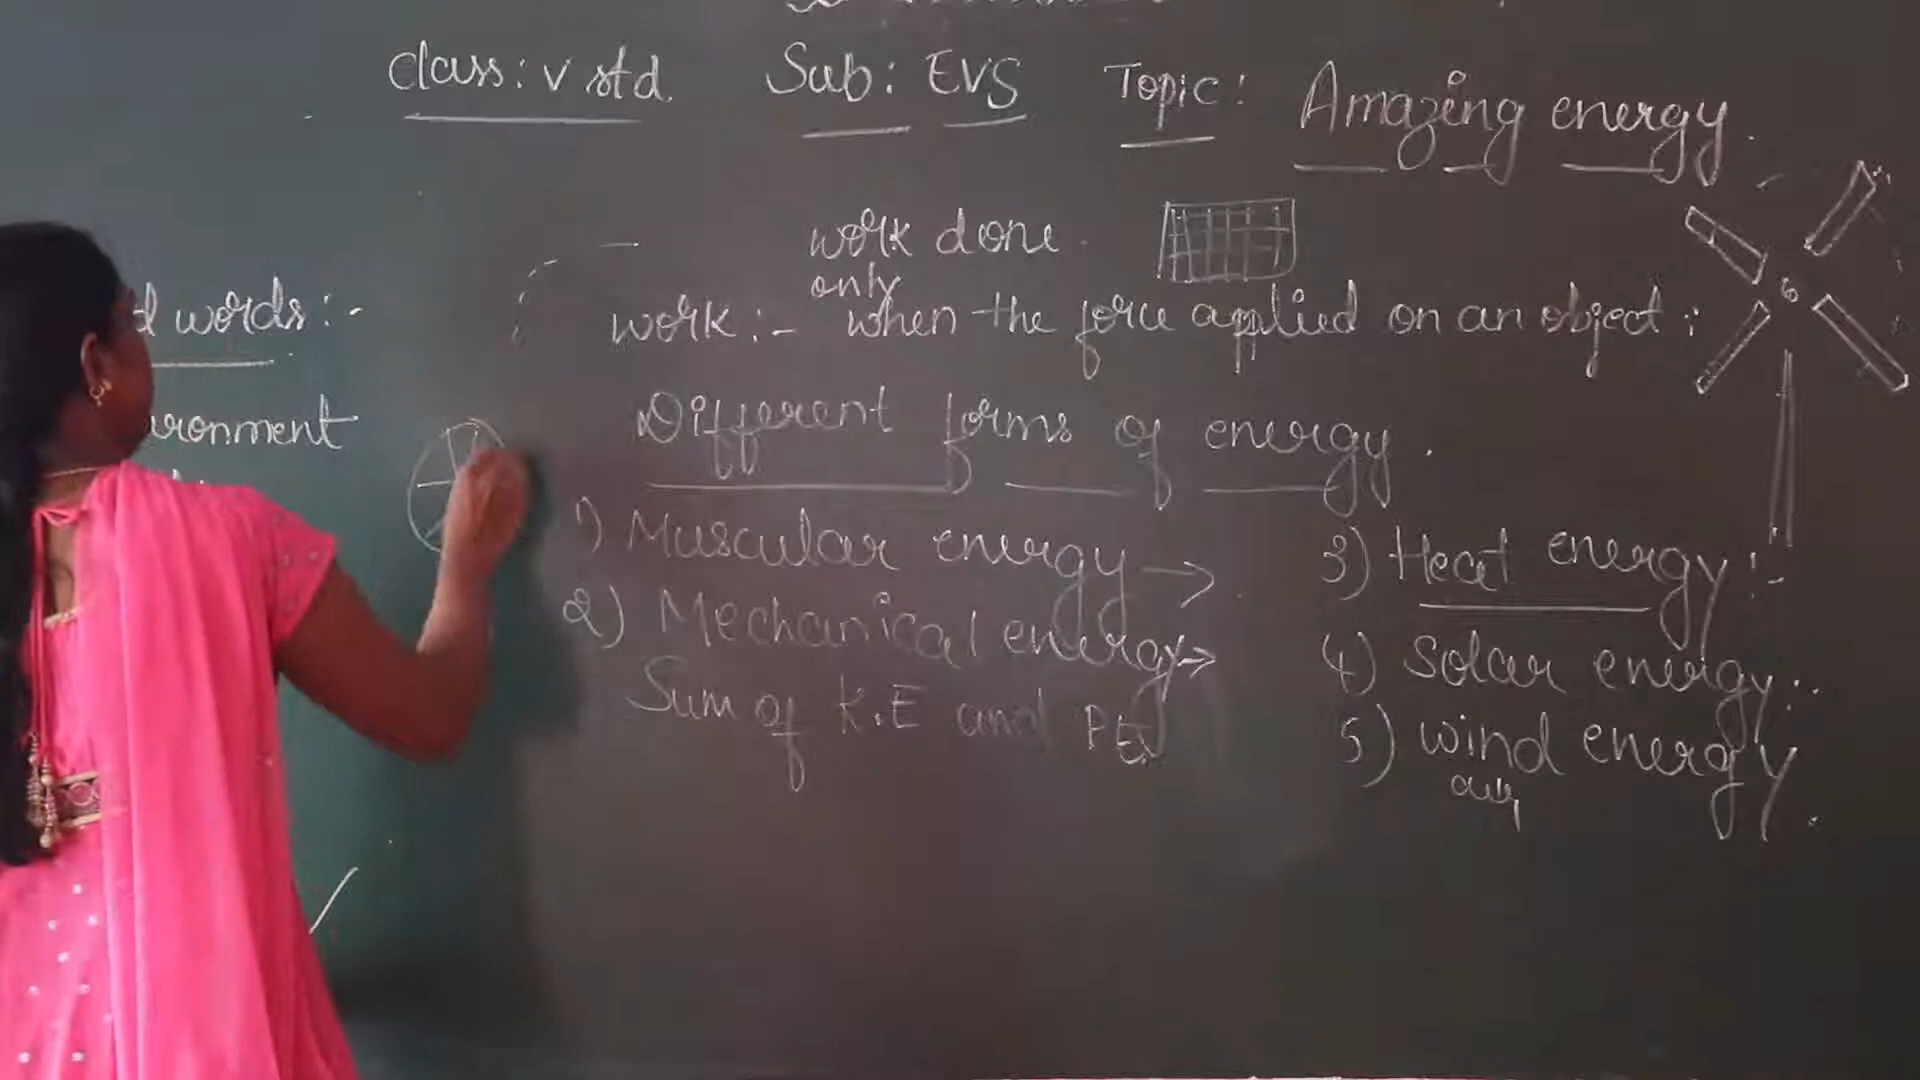 Class: V std. Sub: EVS Topic: Amazing energy.
work done
only
d words:-
work:- when the force applied on an object:
ironment
Different forms of energy.
1) Muscular energy →
2) Mechanical energy →
Sum of K.E and P.E.
3) Heat energy:-
4) Solar energy:.
5) wind energy.